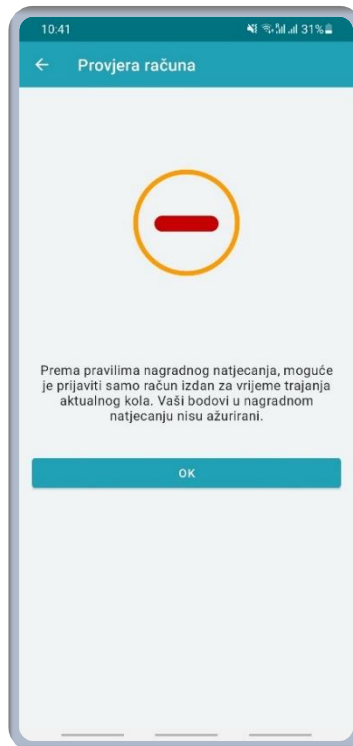 10:41
31%
Provjera računa
Prema pravilima nagradnog natjecanja, moguće
je prijaviti samo račun izdan za vrijeme trajanja
aktualnog kola. Vaši bodovi u nagradnom
natjecanju nisu ažurirani.
OK